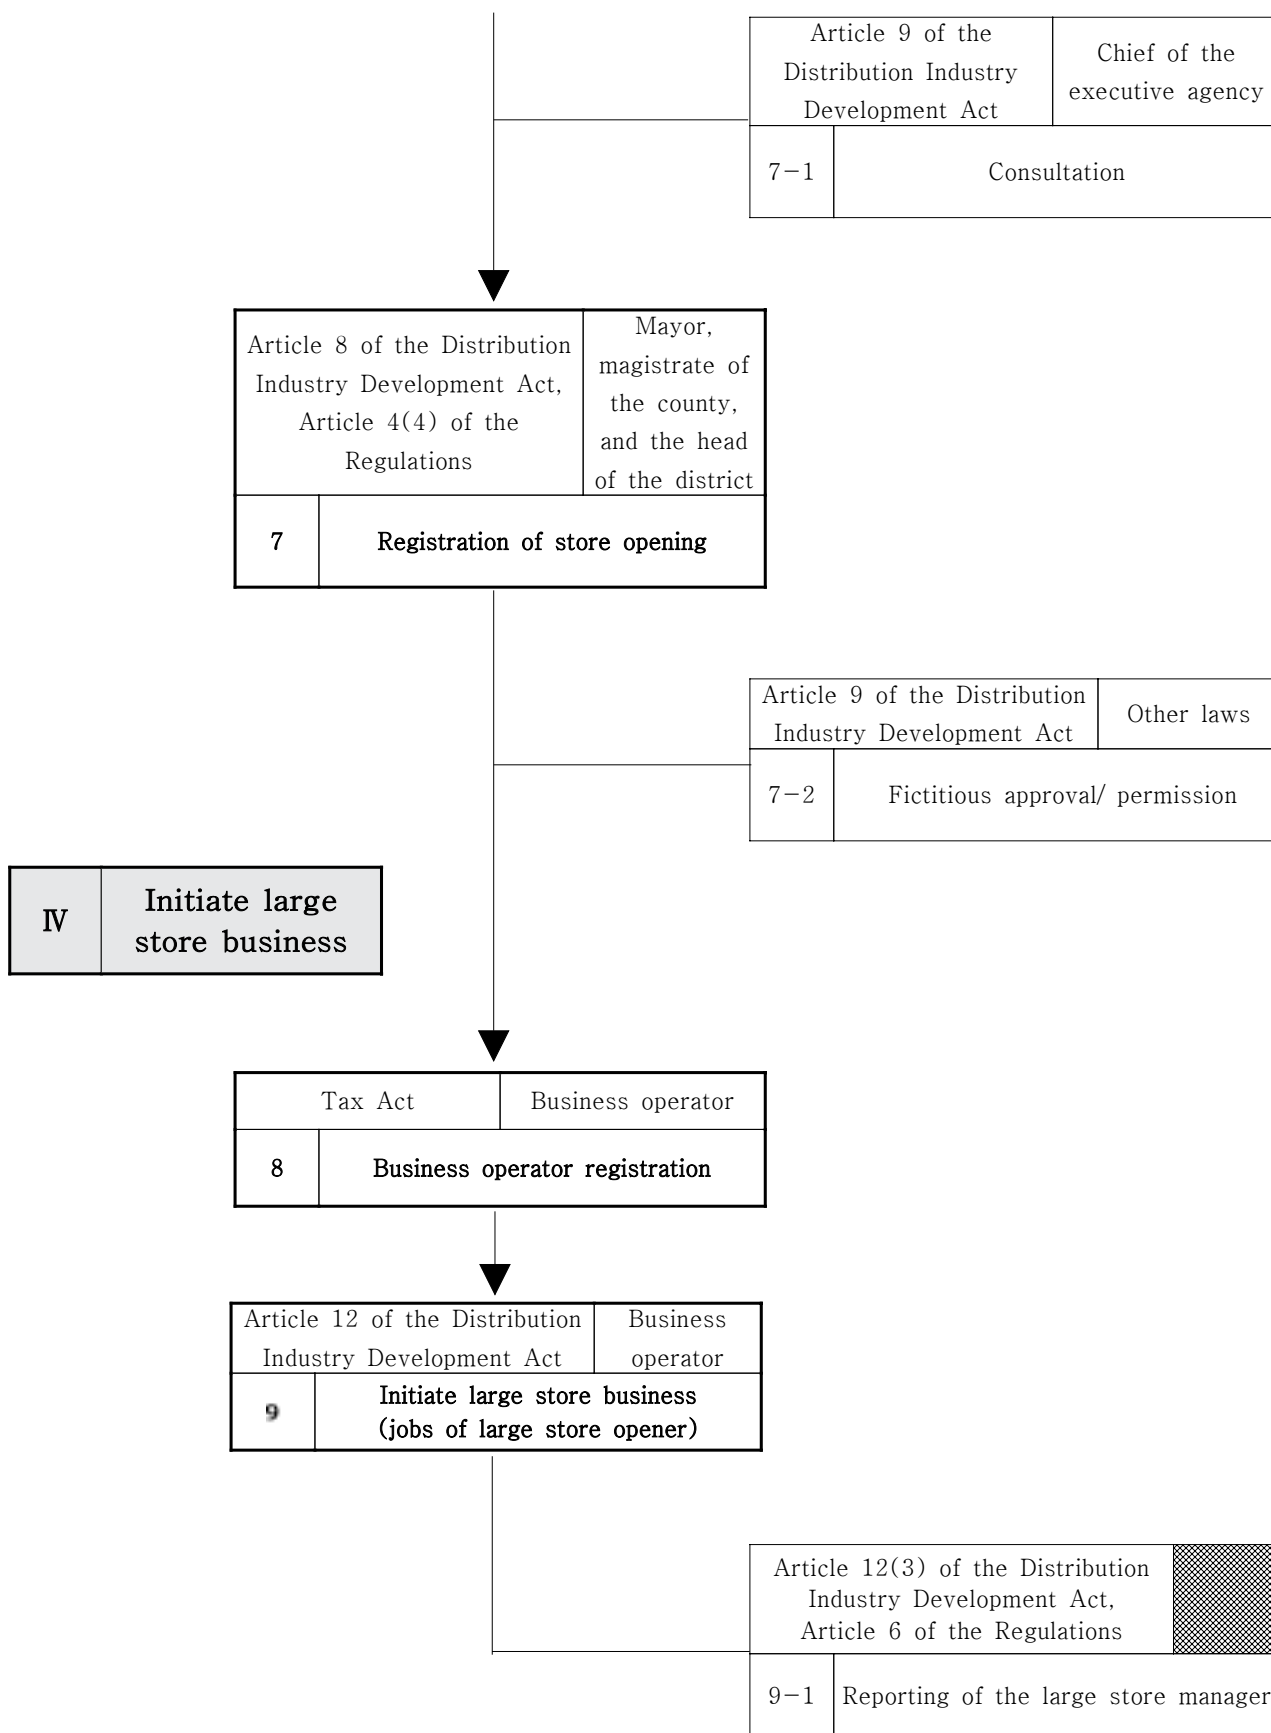 Article 9 of the
Distribution Industry
Development Act
Chief of the
executive agency
7-1
Consultation
Article 8 of the Distribution
Industry Development Act,
Article 4(4) of the
Regulations
Mayor,
magistrate of
the county,
and the head
of the district
7
Registration of store opening
Article 9 of the Distribution
Industry Development Act
Other laws
7-2
Fictitious approval/ permission
Ⅳ
Initiate large
store business
Tax Act
Business operator
8
Business operator registration
Article 12 of the Distribution
Industry Development Act
Business
operator
9
Initiate large store business
(jobs of large store opener)
Article 12(3) of the Distribution
Industry Development Act,
Article 6 of the Regulations
9-1
Reporting of the large store manager